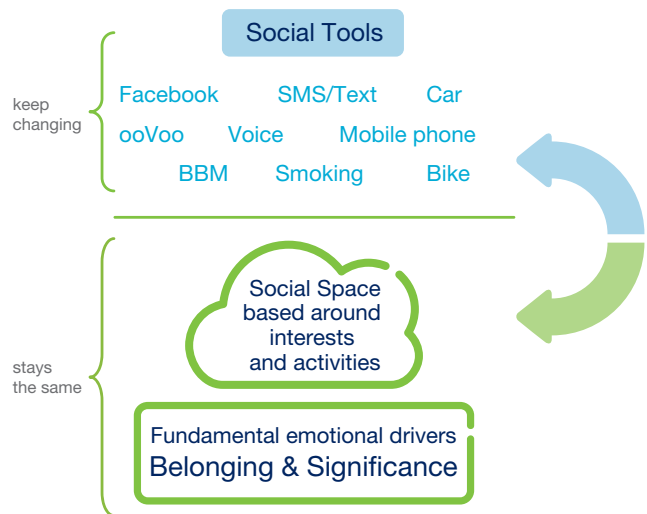 Social Tools
keep
changing
Facebook SMS/Text Car
ooVoo Voice Mobile phone
BBM Smoking Bike
Social Space
based around
interests
and activities
stays
the same
Fundamental emotional drivers
Belonging & Significance